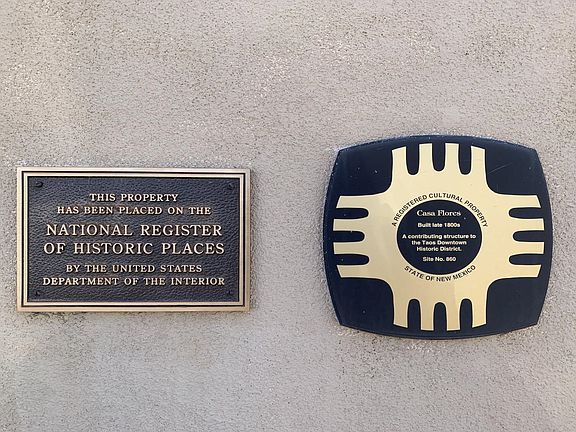 THIS PROPERTY
HAS BEEN PLACED ON THE
NATIONAL REGISTER
OF HISTORIC PLACES
BY THE UNITED STATES
DEPARTMENT OF THE INTERIOR
A REGISTERED CULTURAL PROPERTY
Casa Flores
Built late 1800s
A contributing structure to
the Taos Downtown
Historic District.
Site No. 860
STATE OF NEW MEXICO